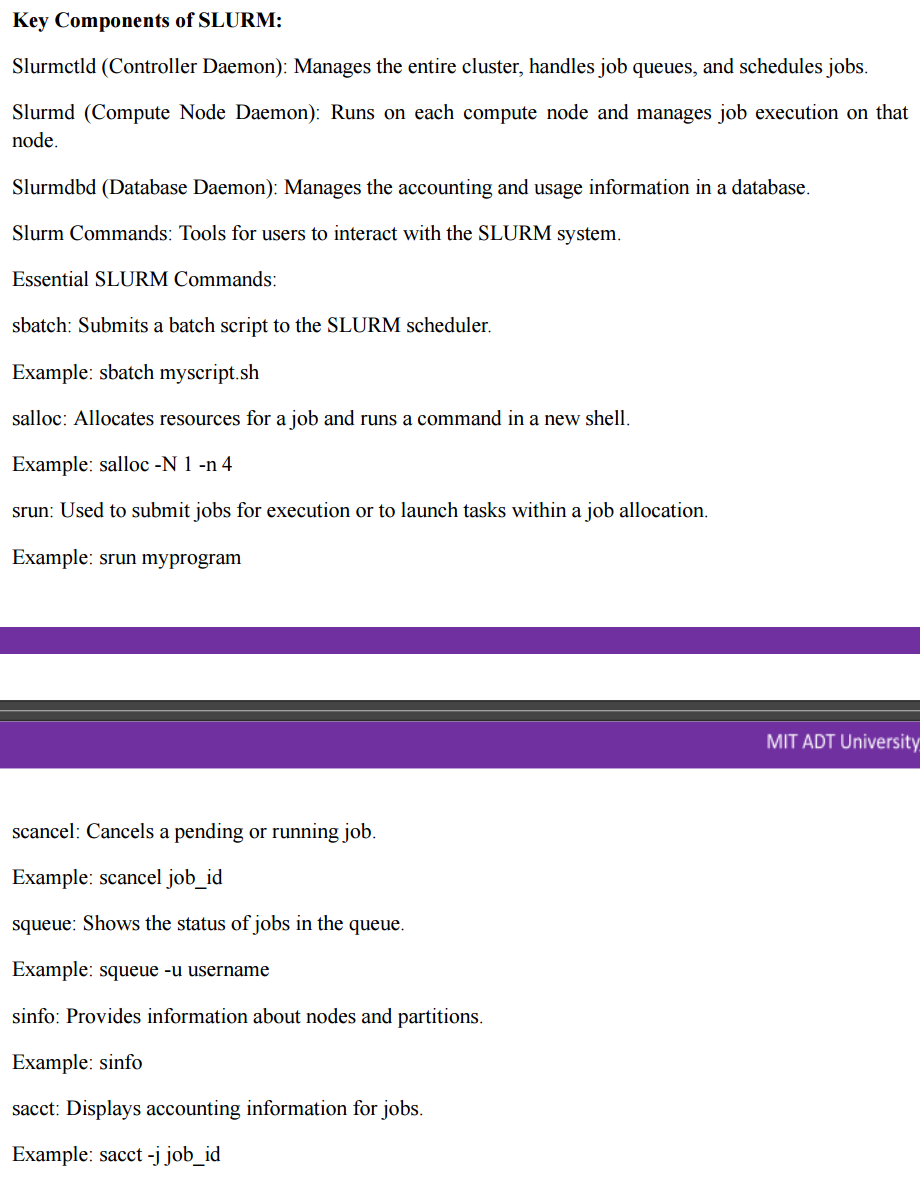 Key Components of SLURM:
Slurmctld (Controller Daemon): Manages the entire cluster, handles job queues, and schedules jobs.
Slurmd (Compute Node Daemon): Runs on each compute node and manages job execution on that
node.
Slurmdbd (Database Daemon): Manages the accounting and usage information in a database.
Slurm Commands: Tools for users to interact with the SLURM system.
Essential SLURM Commands:
sbatch: Submits a batch script to the SLURM scheduler.
Example: sbatch myscript.sh
salloc: Allocates resources for a job and runs a command in a new shell.
Example: salloc -N 1 -n 4
srun: Used to submit jobs for execution or to launch tasks within a job allocation.
Example: srun myprogram
MIT ADT University
scancel: Cancels a pending or running job.
Example: scancel job_id
squeue: Shows the status of jobs in the queue.
Example: squeue -u username
sinfo: Provides information about nodes and partitions.
Example: sinfo
sacct: Displays accounting information for jobs.
Example: sacct -j job_id